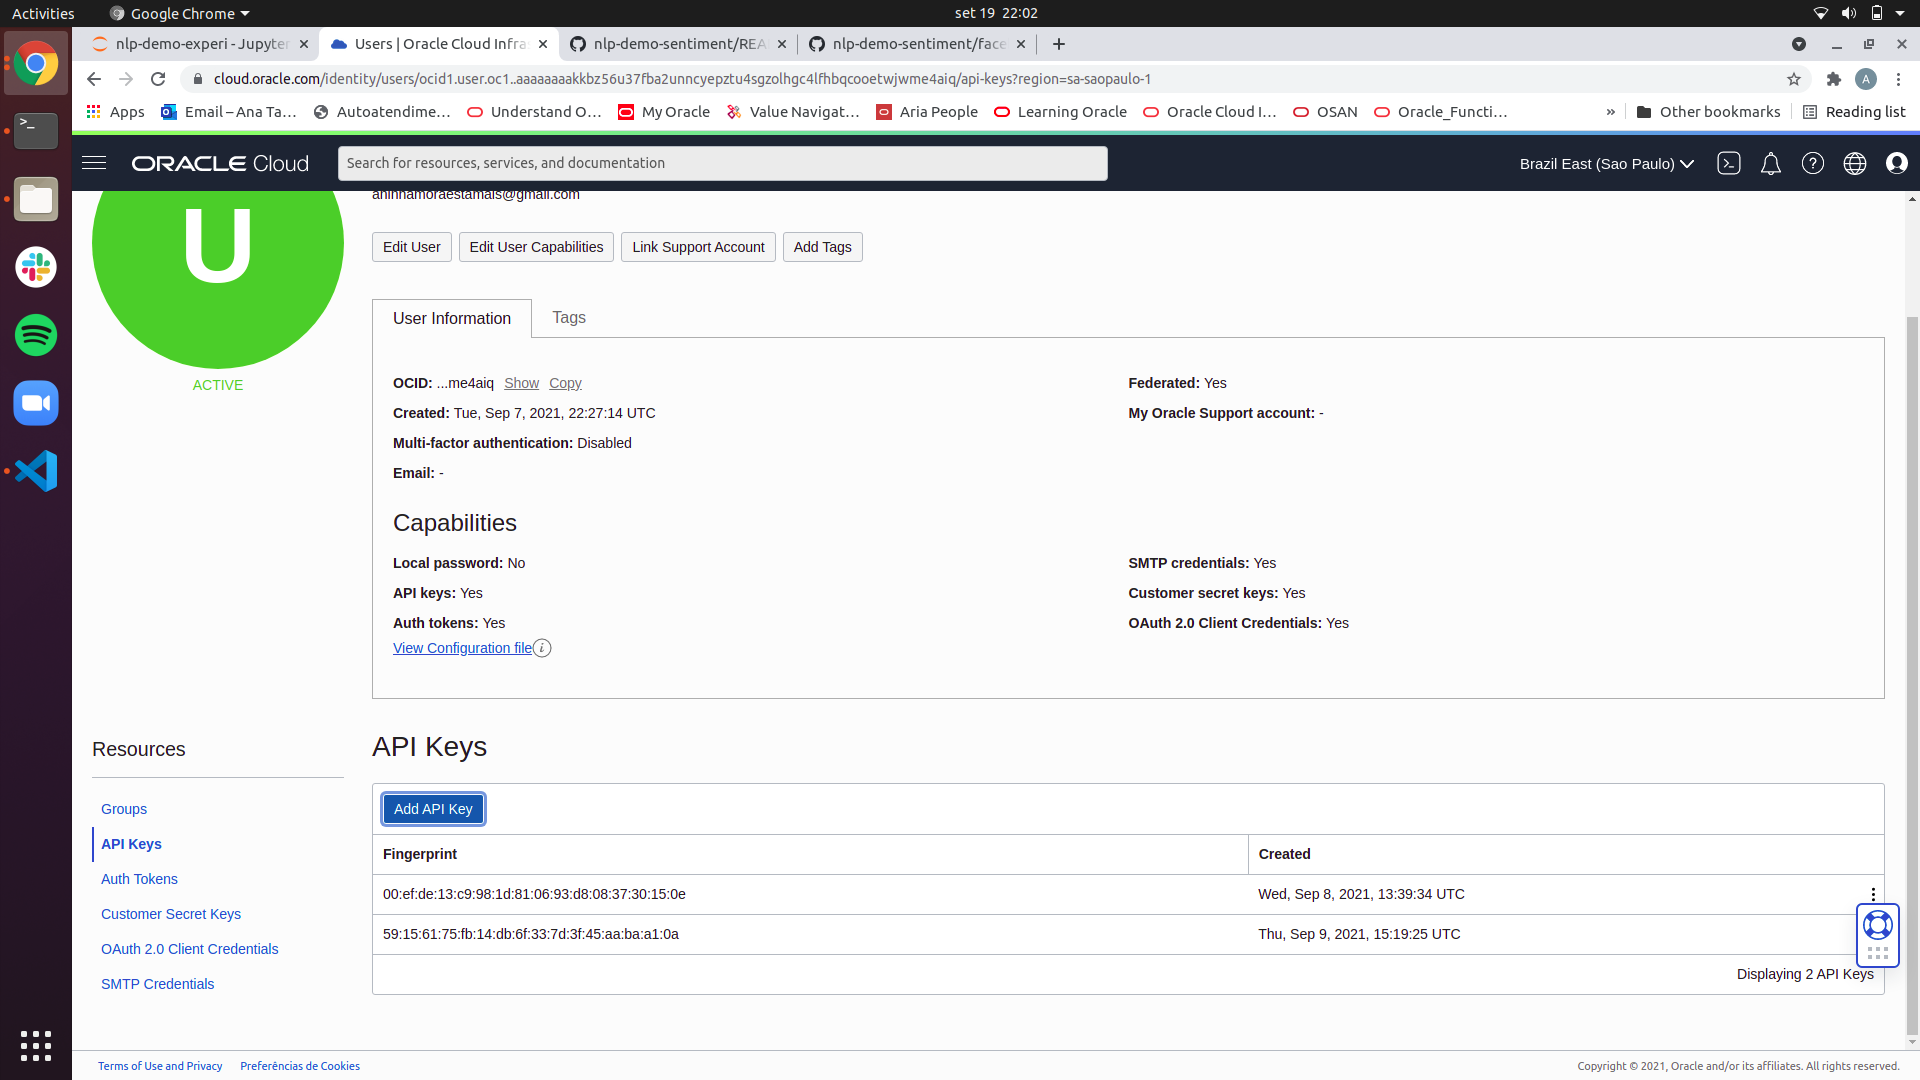 Activities
Google Chrome
set 19 22:02
nlp-demo-experi - Jupyter
Users | Oracle Cloud Infra
nlp-demo-sentiment/REA
nlp-demo-sentiment/face
cloud.oracle.com/identity/users/ocid1.user.oc1..aaaaaaaakkbz56u37fba2unncyepztu4sgzolhgc4lfhbqcooetwjwme4aiq/api-keys?region=sa-saopaulo-1
A
Apps
Email – Ana Ta…
Autoatendime…
Understand O…
My Oracle
Value Navigat…
Aria People
Learning Oracle
Oracle Cloud I…
OSAN
Oracle_Functi…
»
Other bookmarks
Reading list
ORACLE Cloud
Search for resources, services, and documentation
Brazil East (Sao Paulo)
U
ACTIVE
aninhamoraestamais@gmail.com
Edit User
Edit User Capabilities
Link Support Account
Add Tags
User Information
Tags
OCID: ...me4aiq Show Copy
Created: Tue, Sep 7, 2021, 22:27:14 UTC
Multi-factor authentication: Disabled
Email: -
Federated: Yes
My Oracle Support account: -
Capabilities
Local password: No
API keys: Yes
Auth tokens: Yes
View Configuration file
SMTP credentials: Yes
Customer secret keys: Yes
OAuth 2.0 Client Credentials: Yes
Resources
Groups
API Keys
Auth Tokens
Customer Secret Keys
OAuth 2.0 Client Credentials
SMTP Credentials
API Keys
Add API Key
Fingerprint
Created
00:ef:de:13:c9:98:1d:81:06:93:d8:08:37:30:15:0e
Wed, Sep 8, 2021, 13:39:34 UTC
59:15:61:75:fb:14:db:6f:33:7d:3f:45:aa:ba:a1:0a
Thu, Sep 9, 2021, 15:19:25 UTC
Displaying 2 API Keys
Terms of Use and Privacy
Preferências de Cookies
Copyright © 2021, Oracle and/or its affiliates. All rights reserved.